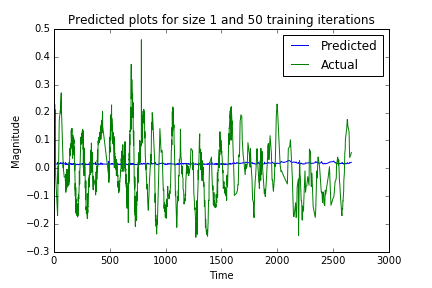 Predicted plots for size 1 and 50 training iterations
0.5
0.4
0.3
0.2
0.1
0.0
−0.1
−0.2
−0.3
Magnitude
Predicted
Actual
0 500 1000 1500 2000 2500 3000
Time